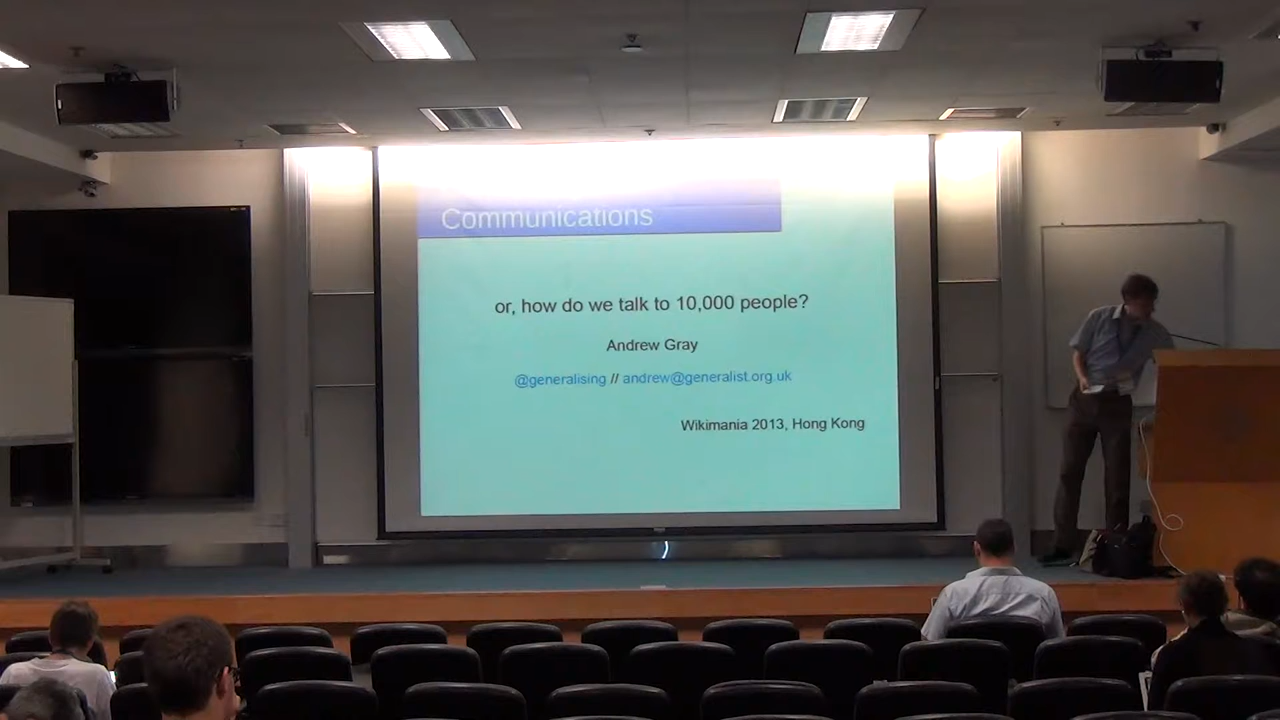 Communications
or, how do we talk to 10,000 people?
Andrew Gray
@generalising // andrew@generalist.org.uk
Wikimania 2013, Hong Kong